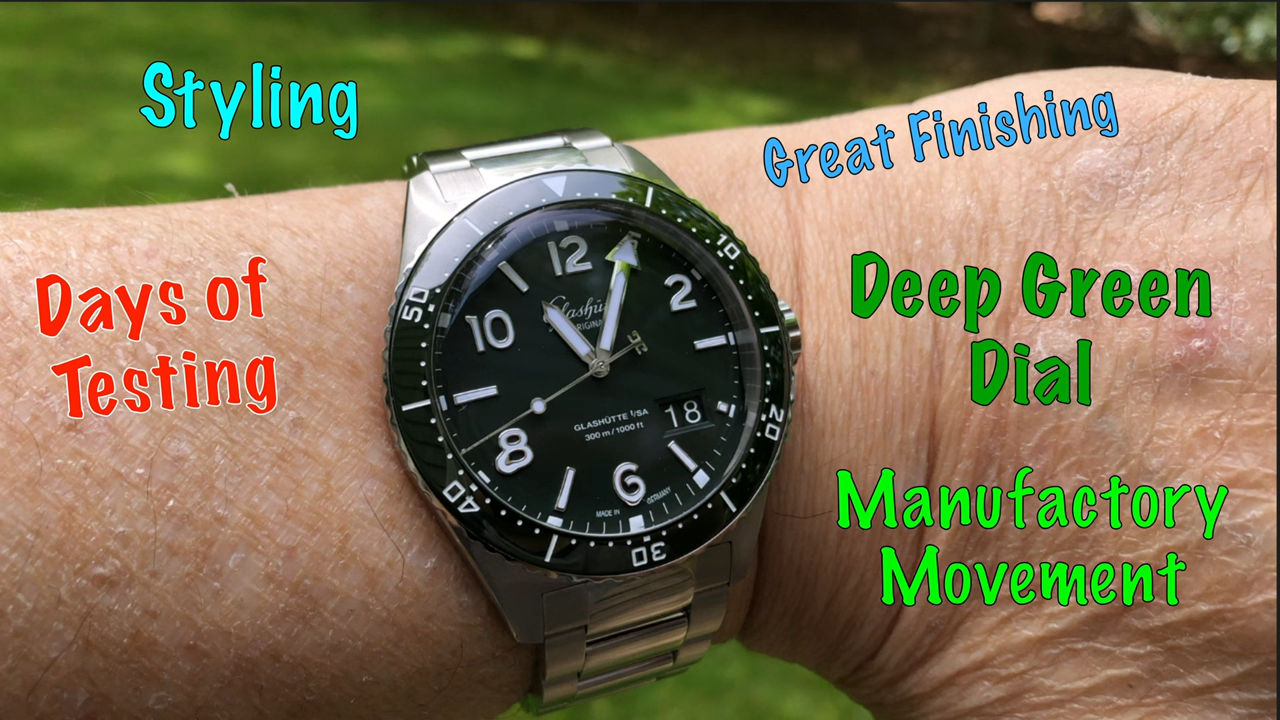 Styling
Great Finishing
Days of
Testing
Deep Green
Dial
Manufactory
Movement
12
2
10
8
6
18
GLASHÜTTE I/SA
300 m / 1000 ft
MADE IN
GERMANY
10
20
30
40
50